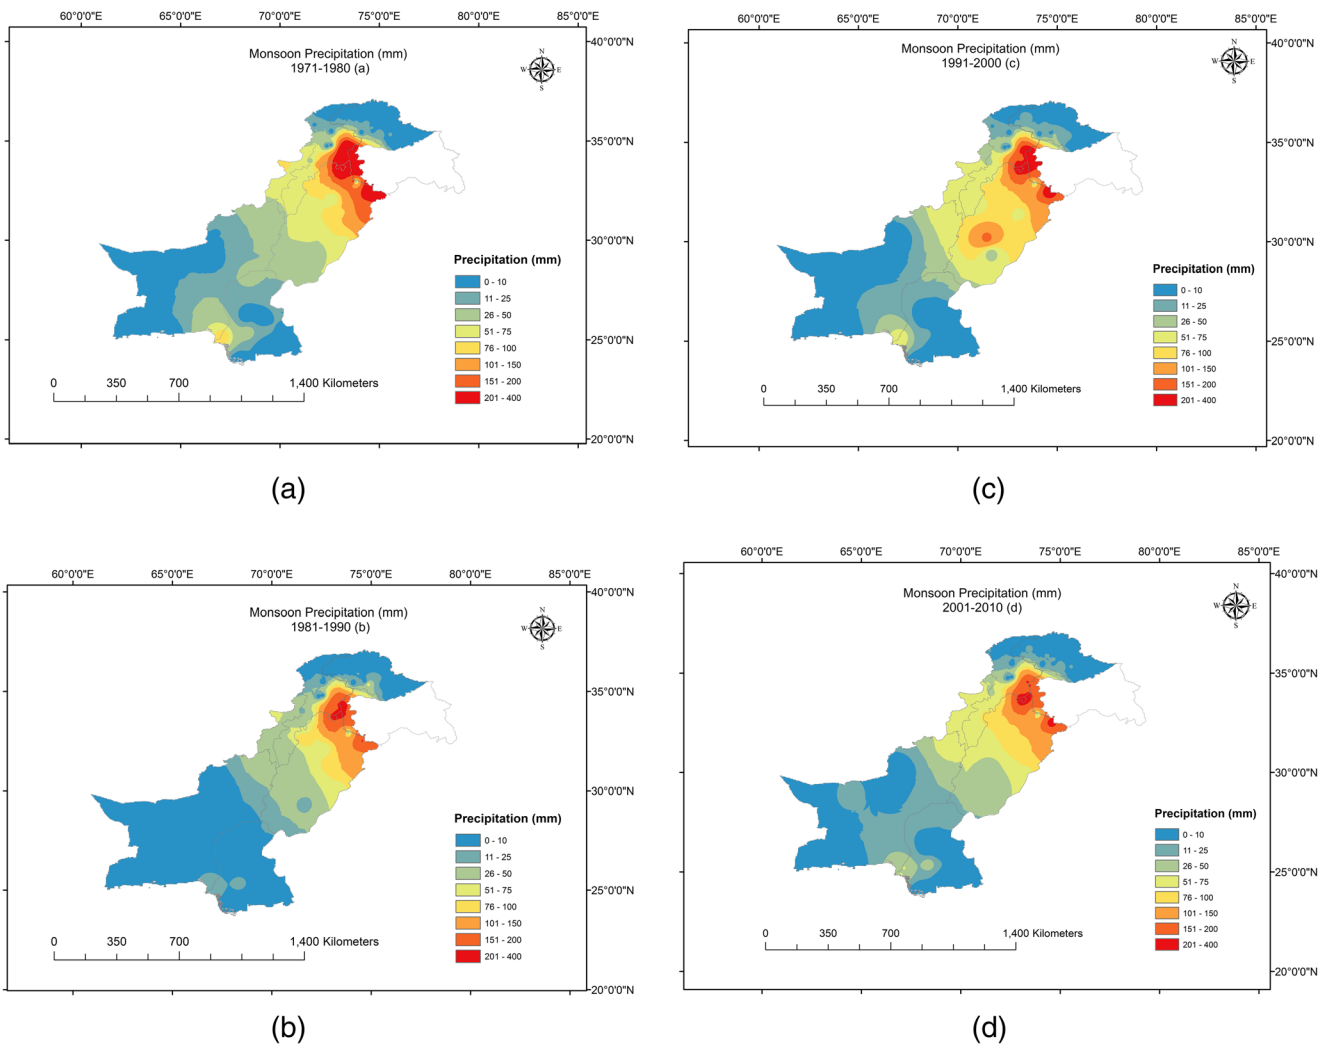 60°0'0"E 65°0'0"E 70°0'0"E 75°0'0"E 80°0'0"E 85°0'0"E
Monsoon Precipitation (mm)
1971-1980 (a)
N
W E
S
40°0'0"N
35°0'0"N
30°0'0"N
25°0'0"N
20°0'0"N
Precipitation (mm)
0 - 10
11 - 25
26 - 50
51 - 75
76 - 100
101 - 150
151 - 200
201 - 400
0 350 700 1,400 Kilometers
(a)
60°0'0"E 65°0'0"E 70°0'0"E 75°0'0"E 80°0'0"E 85°0'0"E
Monsoon Precipitation (mm)
1991-2000 (c)
N
W E
S
40°0'0"N
35°0'0"N
30°0'0"N
25°0'0"N
20°0'0"N
Precipitation (mm)
0 - 10
11 - 25
26 - 50
51 - 75
76 - 100
101 - 150
151 - 200
201 - 400
0 350 700 1,400 Kilometers
(c)
60°0'0"E 65°0'0"E 70°0'0"E 75°0'0"E 80°0'0"E 85°0'0"E
Monsoon Precipitation (mm)
1981-1990 (b)
N
W E
S
40°0'0"N
35°0'0"N
30°0'0"N
25°0'0"N
20°0'0"N
Precipitation (mm)
0 - 10
11 - 25
26 - 50
51 - 75
76 - 100
101 - 150
151 - 200
201 - 400
0 350 700 1,400 Kilometers
(b)
60°0'0"E 65°0'0"E 70°0'0"E 75°0'0"E 80°0'0"E 85°0'0"E
Monsoon Precipitation (mm)
2001-2010 (d)
N
W E
S
40°0'0"N
35°0'0"N
30°0'0"N
25°0'0"N
20°0'0"N
Precipitation (mm)
0 - 10
11 - 25
26 - 50
51 - 75
76 - 100
101 - 150
151 - 200
201 - 400
0 350 700 1,400 Kilometers
(d)